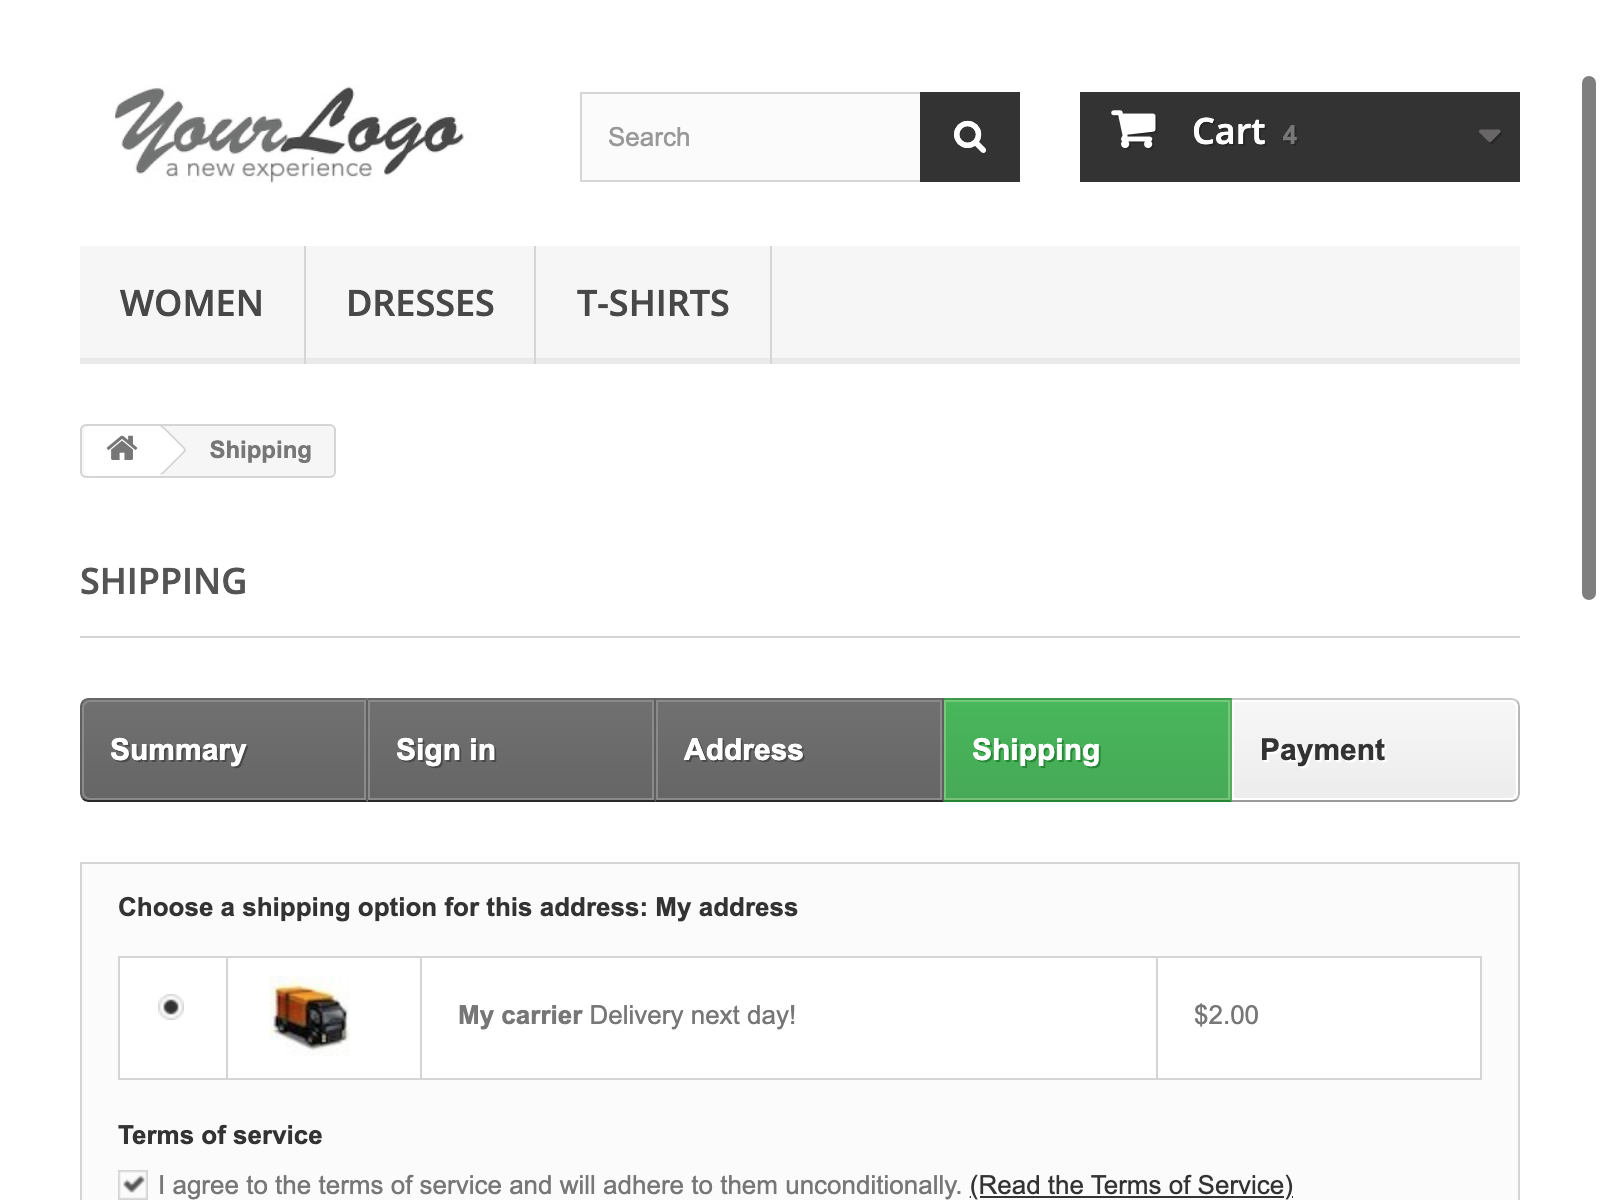 YourLogo
a new experience
Search
Cart 4
WOMEN DRESSES T-SHIRTS
Shipping
SHIPPING
Summary Sign in Address Shipping Payment
Choose a shipping option for this address: My address
My carrier Delivery next day! $2.00
Terms of service
I agree to the terms of service and will adhere to them unconditionally. (Read the Terms of Service)